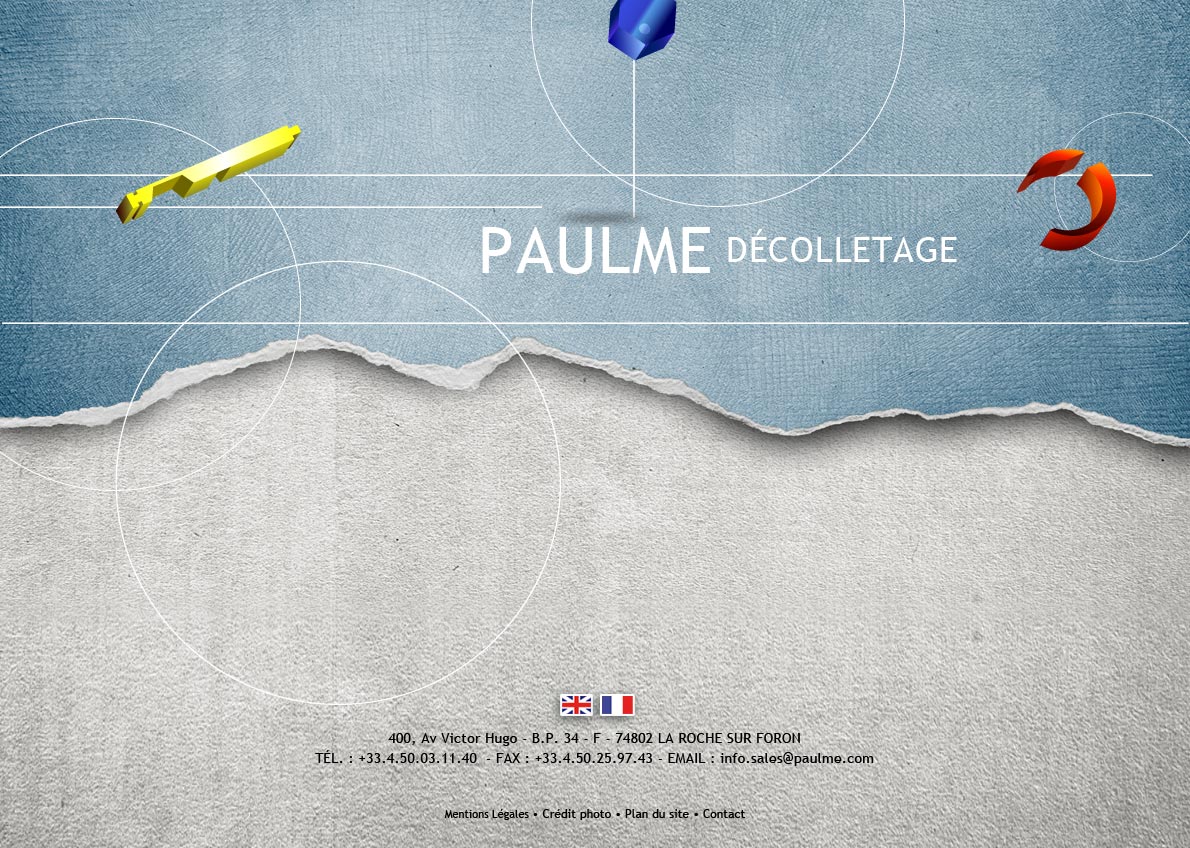 PAULME DÉCOLLETAGE
400, Av Victor Hugo - B.P. 34 - F - 74802 LA ROCHE SUR FORON
TÉL. : +33.4.50.03.11.40 - FAX : +33.4.50.25.97.43 - EMAIL : info.sales@paulme.com
Mentions Légales • Crédit photo • Plan du site • Contact